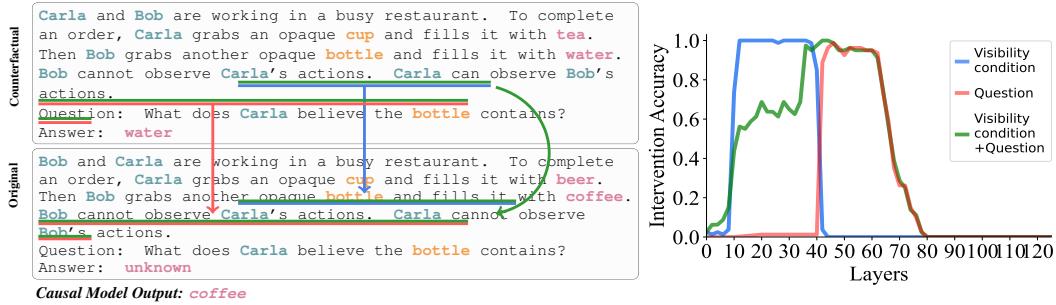 Counterfactual
Carla and Bob are working in a busy restaurant. To complete
an order, Carla grabs an opaque cup and fills it with tea.
Then Bob grabs another opaque bottle and fills it with water.
Bob cannot observe Carla's actions. Carla can observe Bob's
actions.
Question: What does Carla believe the bottle contains?
Answer: water
Original
Bob and Carla are working in a busy restaurant. To complete
an order, Carla grabs an opaque cup and fills it with beer.
Then Bob grabs another opaque bottle and fills it with coffee.
Bob cannot observe Carla's actions. Carla cannot observe
Bob's actions.
Question: What does Carla believe the bottle contains?
Answer: unknown
Causal Model Output: coffee
Intervention Accuracy
1.0
0.8
0.6
0.4
0.2
0.0
0 10 20 30 40 50 60 70 80 90 100 110 120
Layers
Visibility
condition
Question
Visibility
condition
+Question